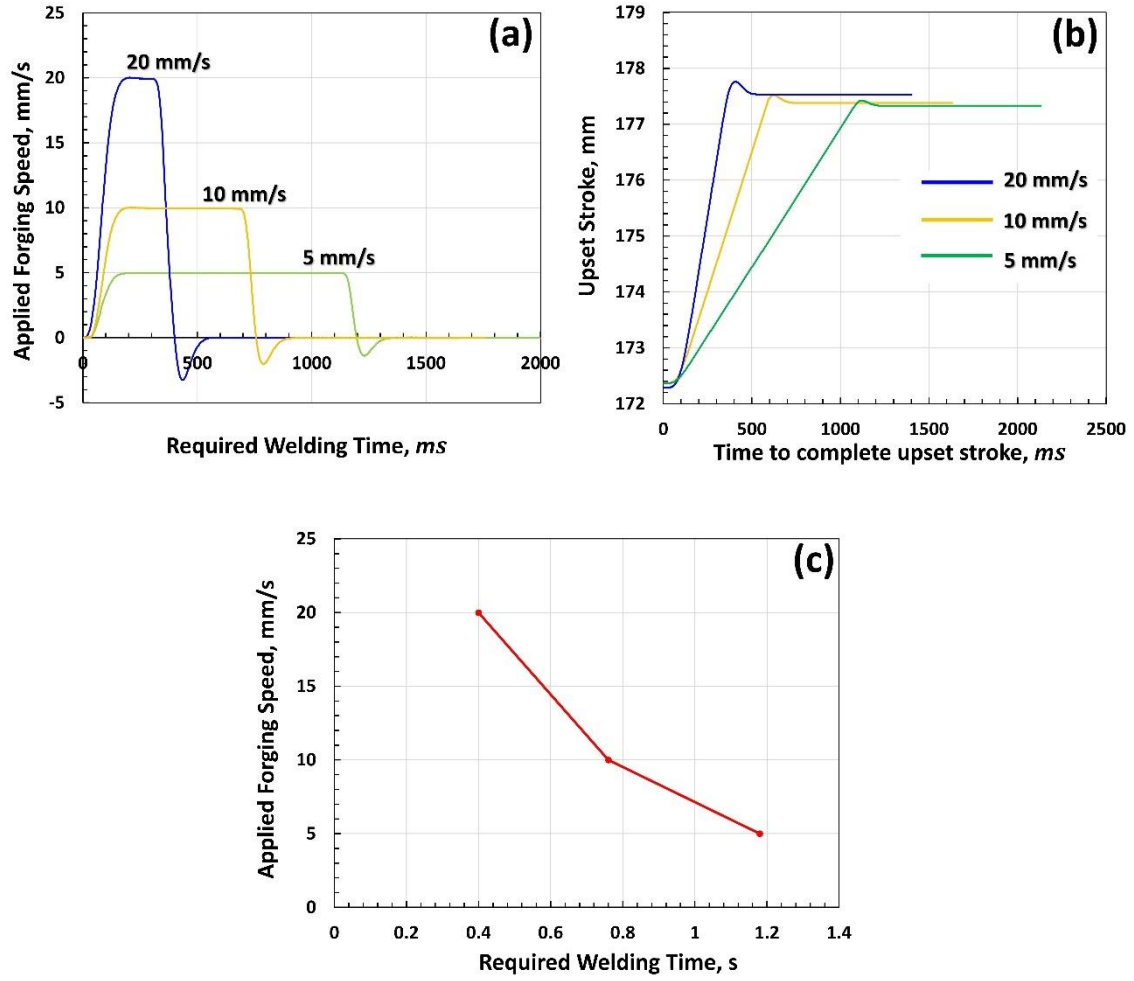 (a)
Applied Forging Speed, mm/s
25
20
15
10
5
0
-5
20 mm/s
10 mm/s
5 mm/s
0 500 1000 1500 2000
Required Welding Time, ms
(b)
Upset Stroke, mm
179
178
177
176
175
174
173
172
20 mm/s
10 mm/s
5 mm/s
0 500 1000 1500 2000 2500
Time to complete upset stroke, ms
(c)
Applied Forging Speed, mm/s
25
20
15
10
5
0
0 0.2 0.4 0.6 0.8 1 1.2 1.4
Required Welding Time, s